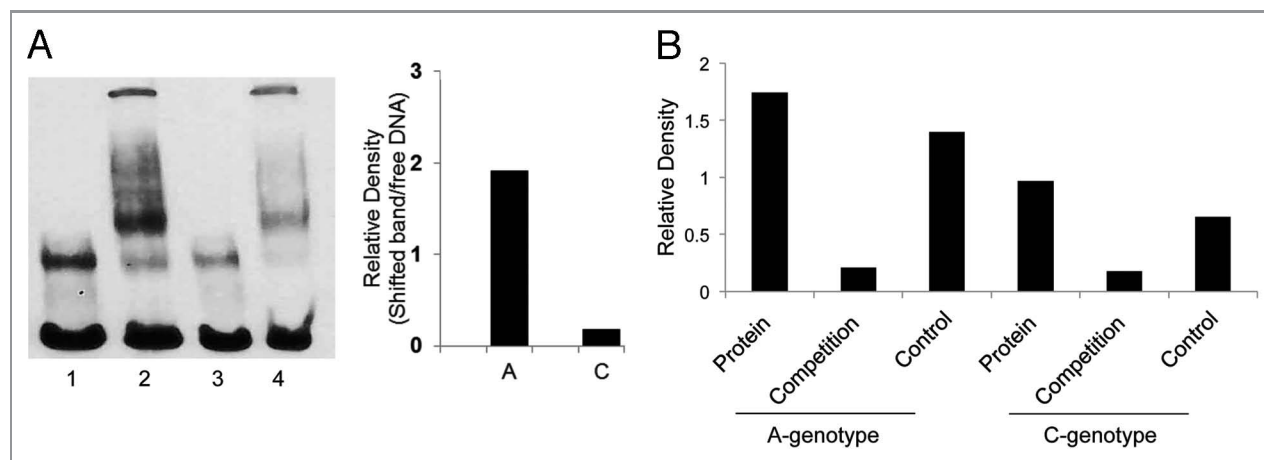 A
1 2 3 4
Relative Density
(Shifted band/free DNA)
3
2
1
0
A C
B
Relative Density
2
1.5
1
0.5
0
Protein
Competition
Control
Protein
Competition
Control
A-genotype
C-genotype